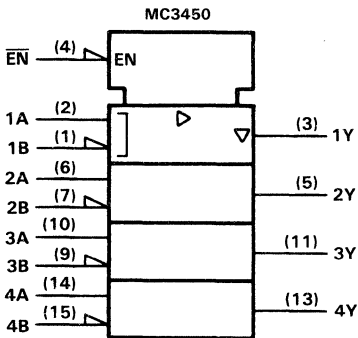 MC3450
E̅N̅ (4) EN
1A (2)
1B (1)
(3) 1Y
2A (6)
2B (7)
(5) 2Y
3A (10)
3B (9)
(11) 3Y
4A (14)
4B (15)
(13) 4Y